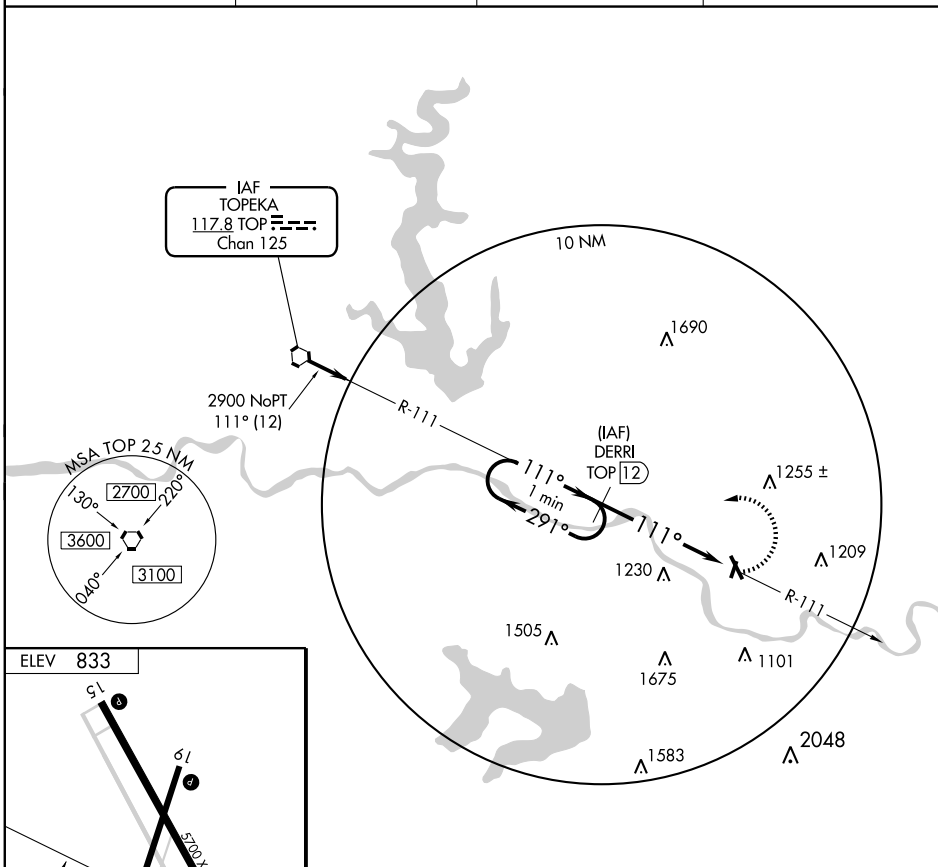 IAF
TOPEKA
117.8 TOP
Chan 125
10 NM
1690
2900 NoPT
111° (12)
R-111
(IAF)
DERRI
TOP 12
111°
1 min
291°
111°
1255 ±
1209
1230
R-111
1505
1675
1101
1583
2048
MSA TOP 25 NM
130°
2700
220°
3600
040°
3100
ELEV 833
15
P
19
P
5700 X